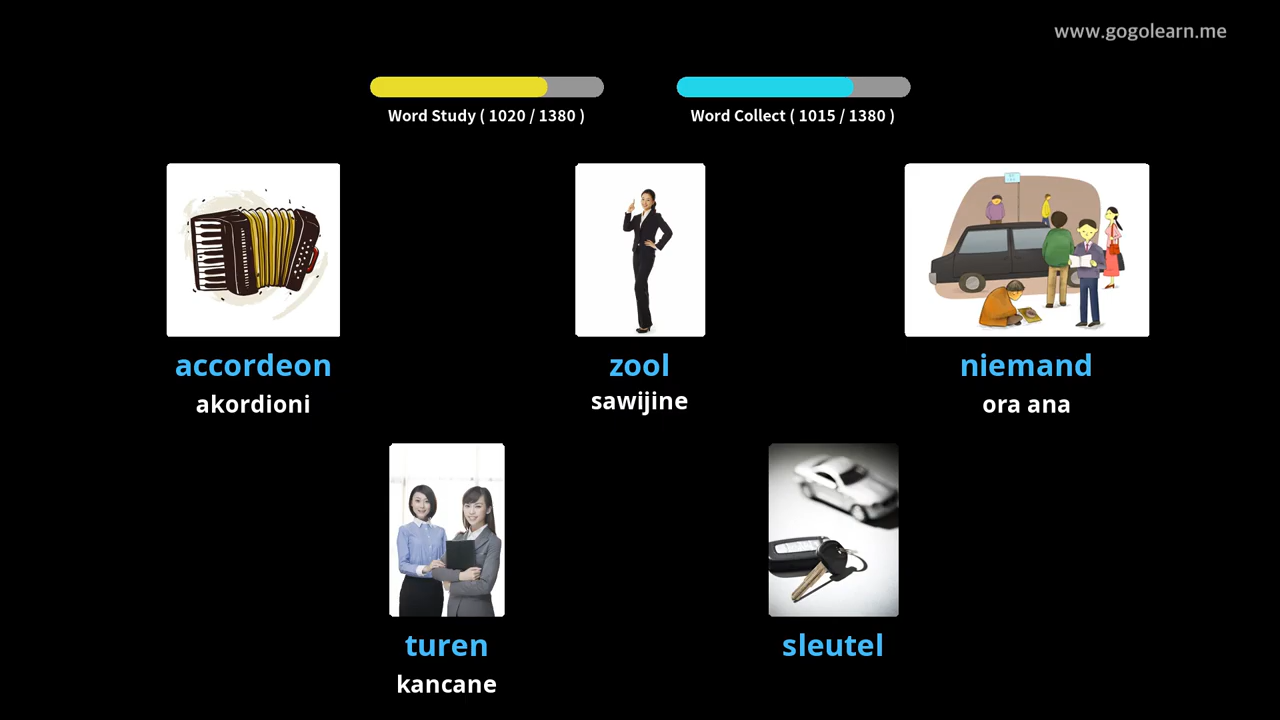 www.gogolearn.me
Word Study ( 1020 / 1380 )
Word Collect ( 1015 / 1380 )
accordeon
akordioni
zool
sawijine
niemand
ora ana
turen
kancane
sleutel